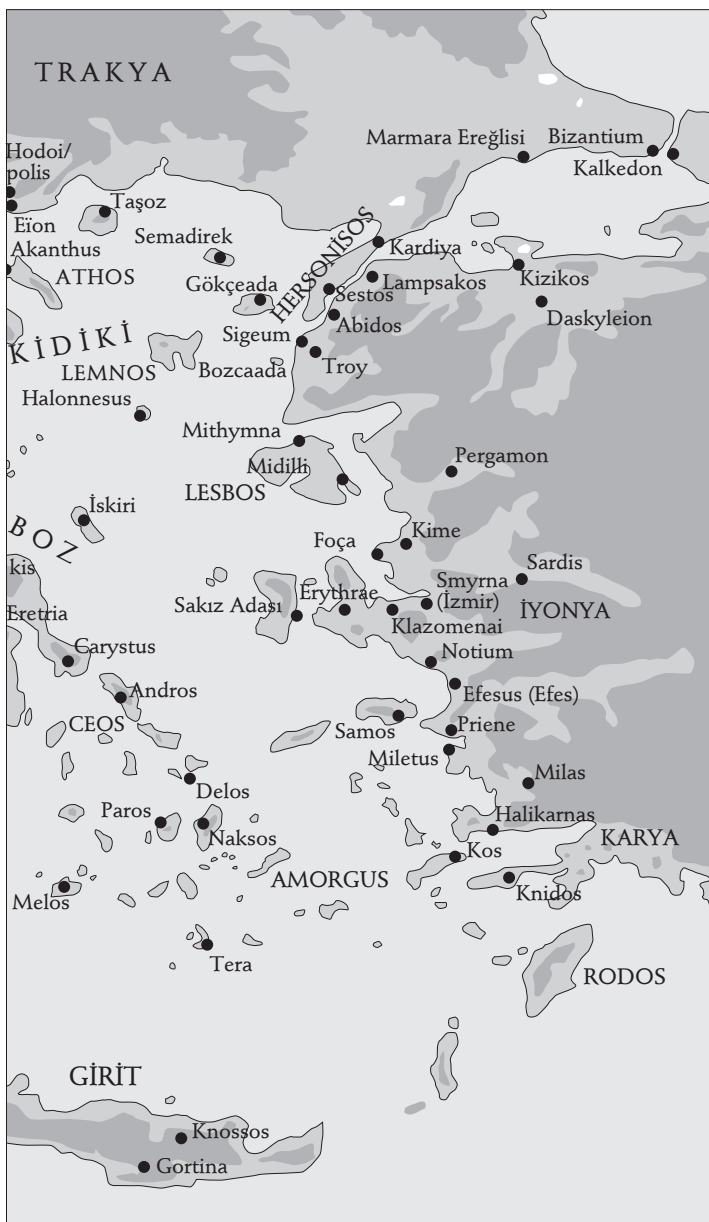 TRAKYA
Marmara Ereğlisi
Bizantium
Kalkedon
Hodoi/
polis
Taşoz
Eïon
Akanthus
Semadirek
ATHOS
HERSONİSOS
Kardiya
Gökçeada
Sestos
Lampsakos
Kizikos
Abidos
Daskyleion
Sigeum
KİDİKİ
LEMNOS
Bozcaada
Troy
Halonnesus
Mithymna
Midilli
Pergamon
LESBOS
İskiri
BOZ
Foça
Kime
kis
Sardis
Erythrae
Smyrna
(İzmir)
Eretria
Sakız Adası
Klazomenai
İYONYA
Carystus
Notium
Andros
Efesus (Efes)
CEOS
Samos
Priene
Miletus
Delos
Milas
Paros
Naksos
Halikarnas
KARYA
Kos
AMORGUS
Melos
Knidos
Tera
RODOS
GİRİT
Knossos
Gortina